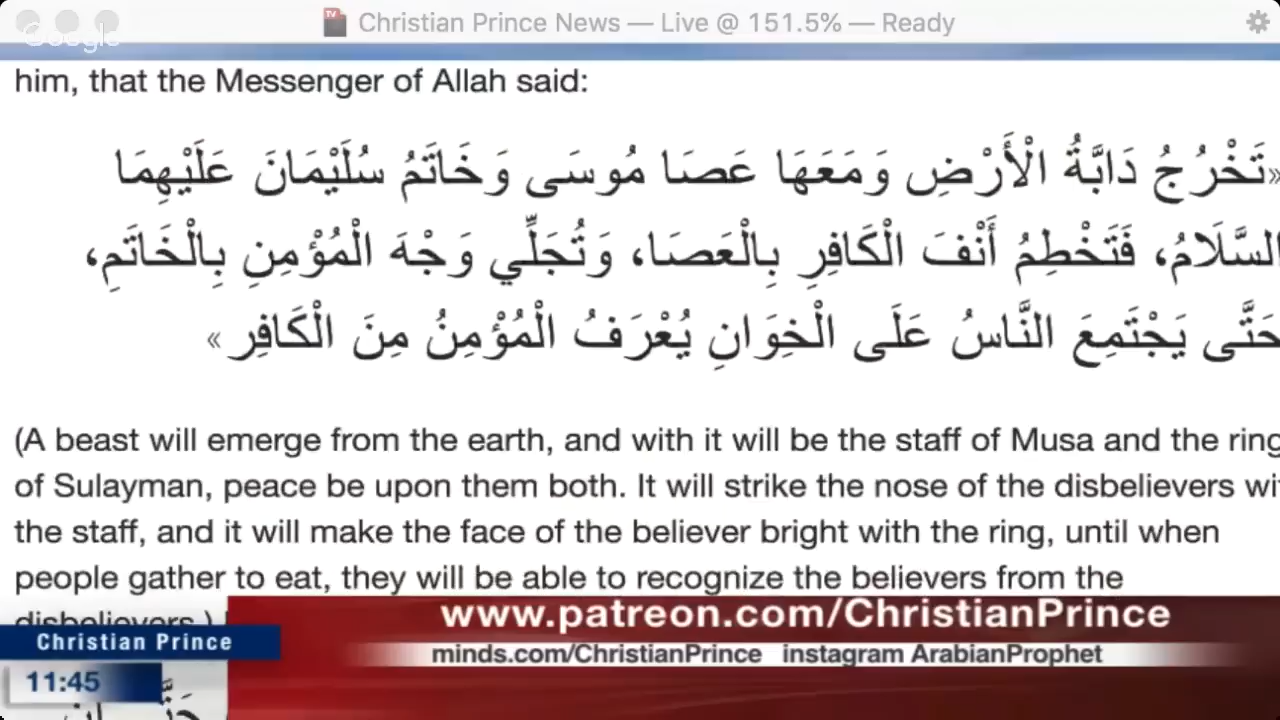 Christian Prince News — Live @ 151.5% — Ready
Google
him, that the Messenger of Allah said:
«تَخْرُجُ دَابَّةُ الْأَرْضِ وَمَعَهَا عَصَا مُوسَى وَخَاتَمُ سُلَيْمَانَ عَلَيْهِمَا
السَّلَامُ، فَتَخْطِمُ أَنْفَ الْكَافِرِ بِالْعَصَا، وَتُجَلِّي وَجْهَ الْمُؤْمِنِ بِالْخَاتَمِ،
حَتَّى يَجْتَمِعَ النَّاسُ عَلَى الْخِوَانِ يُعْرَفُ الْمُؤْمِنُ مِنَ الْكَافِر»
(A beast will emerge from the earth, and with it will be the staff of Musa and the ring
of Sulayman, peace be upon them both. It will strike the nose of the disbelievers wi
the staff, and it will make the face of the believer bright with the ring, until when
people gather to eat, they will be able to recognize the believers from the
disbelievers.)
www.patreon.com/ChristianPrince
Christian Prince
minds.com/ChristianPrince instagram ArabianProphet
11:45